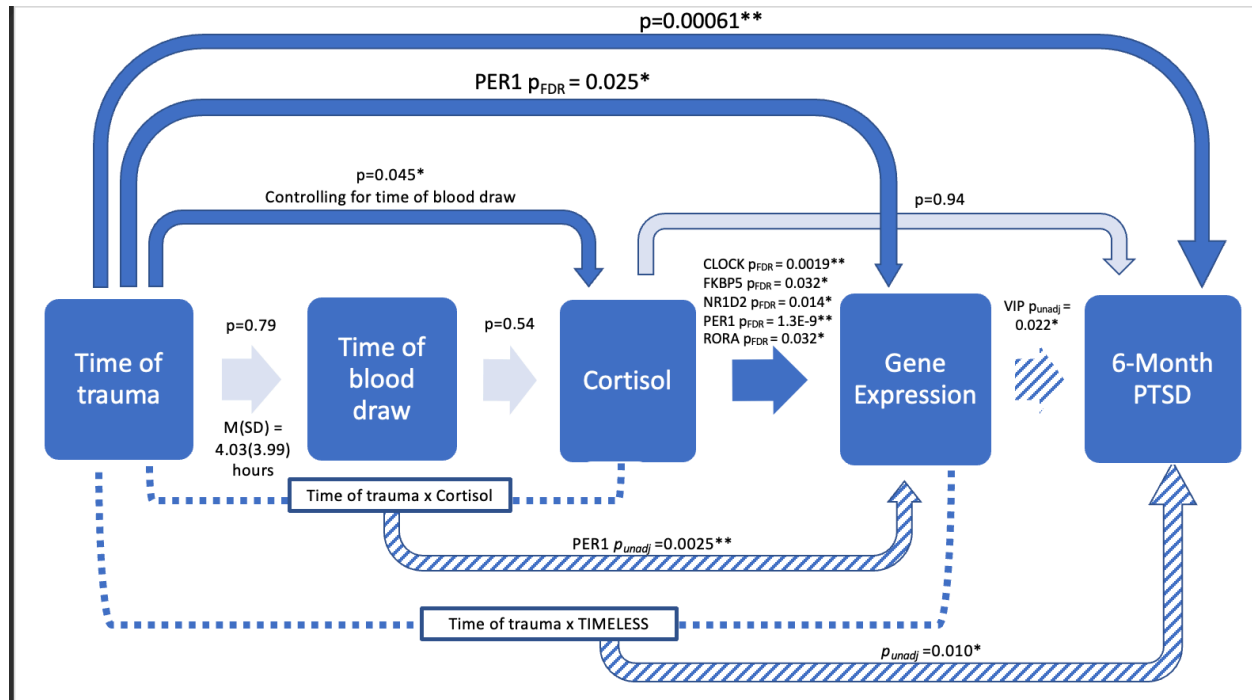 p=0.00061**
PER1 pFDR = 0.025*
p=0.045*
Controlling for time of blood draw
p=0.94
CLOCK pFDR = 0.0019**
FKBP5 pFDR = 0.032*
NR1D2 pFDR = 0.014*
PER1 pFDR = 1.3E-9**
RORA pFDR = 0.032*
VIP punadj =
0.022*
p=0.79
p=0.54
Time of
trauma
Time of
blood
draw
Cortisol
Gene
Expression
6-Month
PTSD
M(SD) =
4.03(3.99)
hours
Time of trauma x Cortisol
PER1 punadj =0.0025**
Time of trauma x TIMELESS
punadj =0.010*